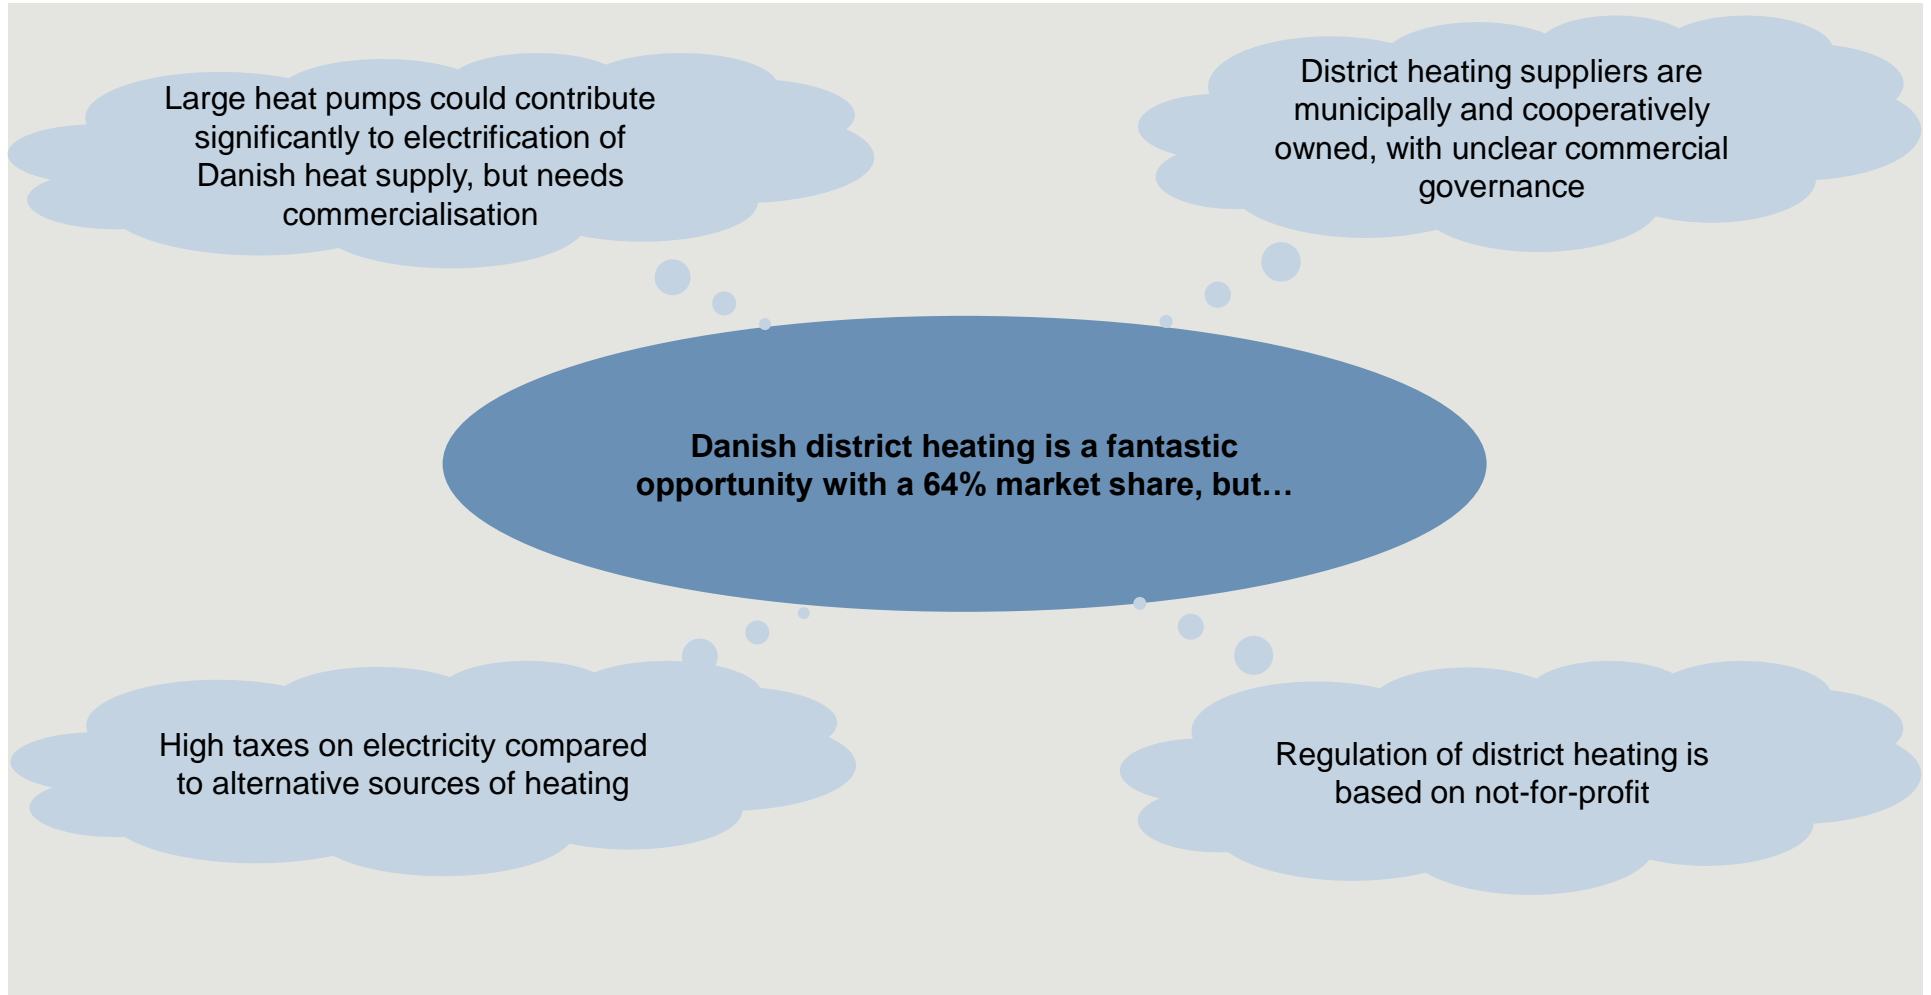 Large heat pumps could contribute
significantly to electrification of
Danish heat supply, but needs
commercialisation
District heating suppliers are
municipally and cooperatively
owned, with unclear commercial
governance
Danish district heating is a fantastic
opportunity with a 64% market share, but…
High taxes on electricity compared
to alternative sources of heating
Regulation of district heating is
based on not-for-profit